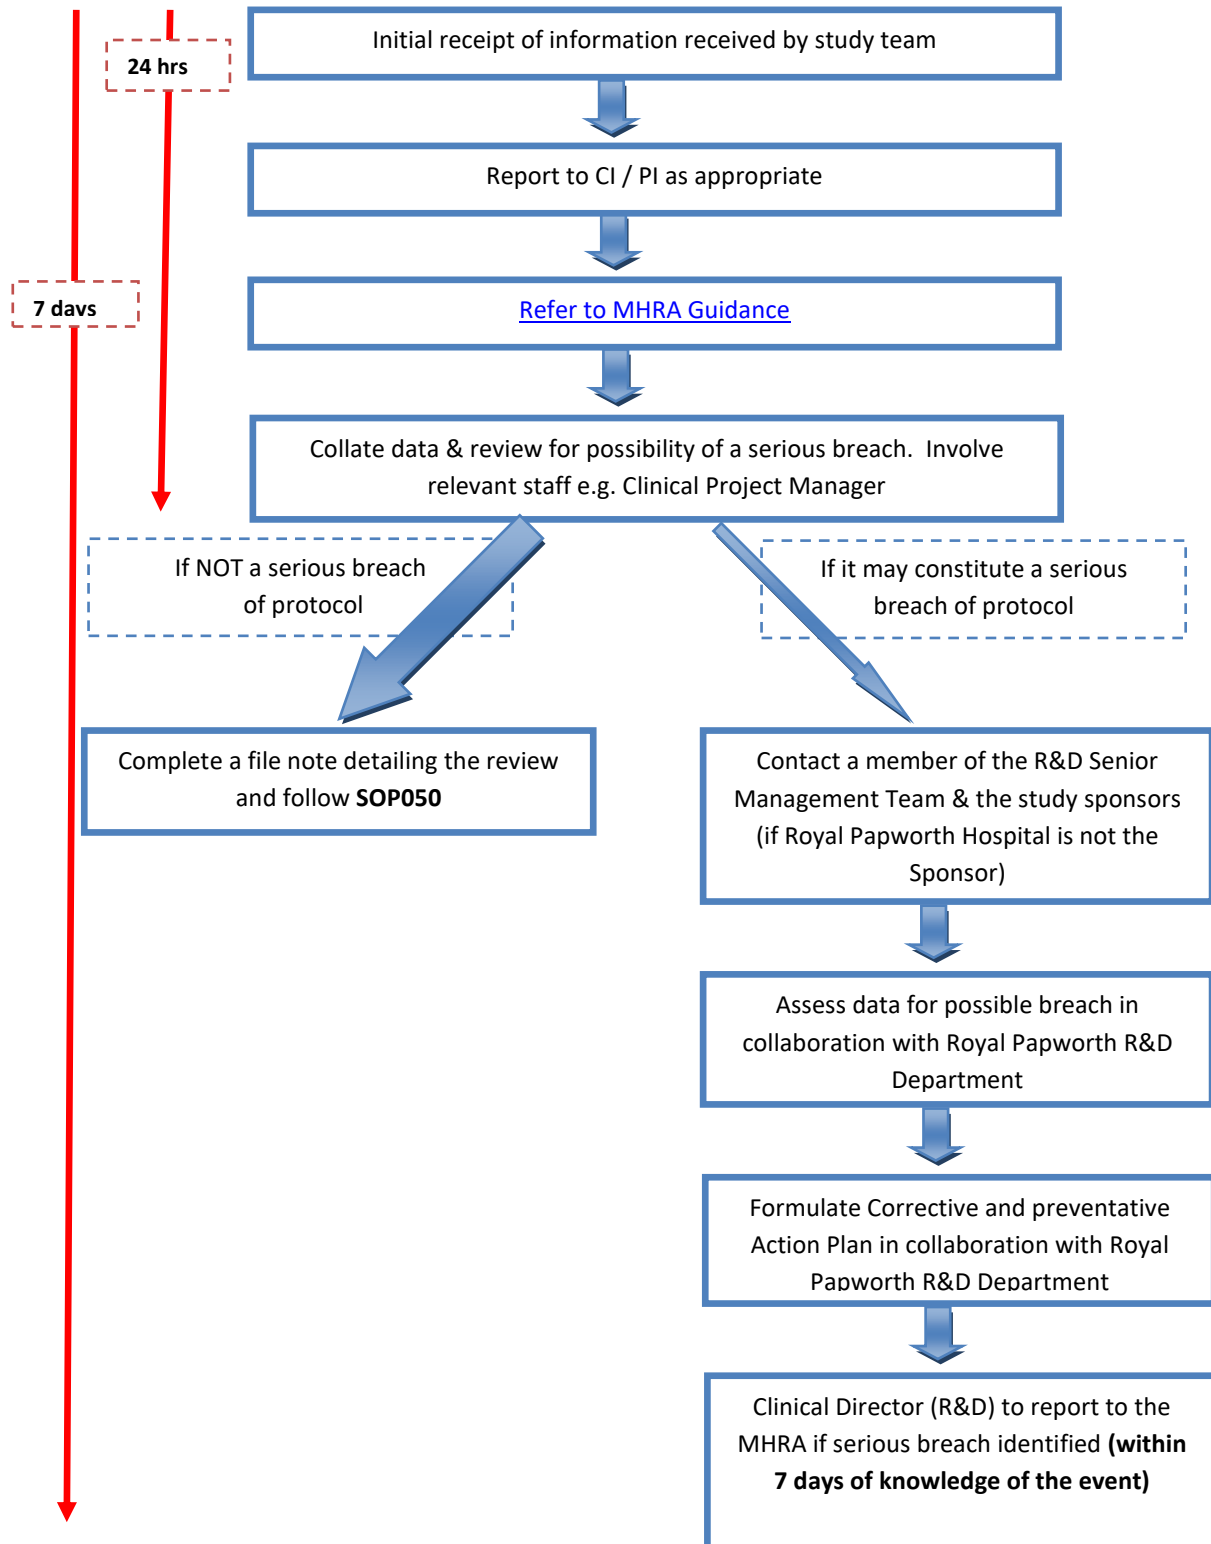 Initial receipt of information received by study team
24 hrs
Report to CI / PI as appropriate
Refer to MHRA Guidance
7 days
Collate data & review for possibility of a serious breach.  Involve
relevant staff e.g. Clinical Project Manager
If NOT a serious breach
of protocol
If it may constitute a serious
breach of protocol
Complete a file note detailing the review
and follow SOP050
Contact a member of the R&D Senior
Management Team & the study sponsors
(if Royal Papworth Hospital is not the
Sponsor)
Assess data for possible breach in
collaboration with Royal Papworth R&D
Department
Formulate Corrective and preventative
Action Plan in collaboration with Royal
Papworth R&D Department
Clinical Director (R&D) to report to the
MHRA if serious breach identified (within
7 days of knowledge of the event)